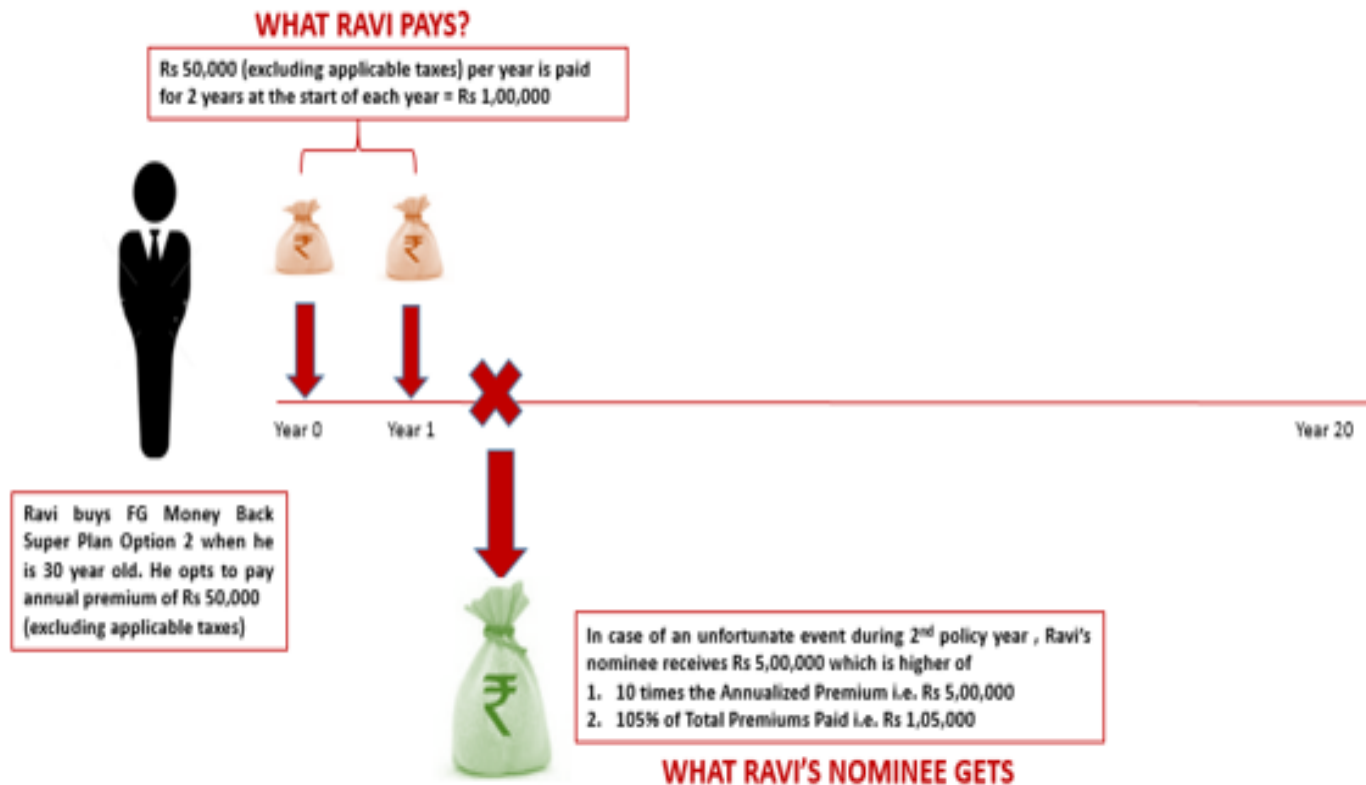 WHAT RAVI PAYS?
Rs 50,000 (excluding applicable taxes) per year is paid
for 2 years at the start of each year = Rs 1,00,000
₹
₹
Year 0
Year 1
Year 20
Ravi buys FG Money Back
Super Plan Option 2 when he
is 30 year old. He opts to pay
annual premium of Rs 50,000
(excluding applicable taxes)
₹
In case of an unfortunate event during 2nd policy year , Ravi's
nominee receives Rs 5,00,000 which is higher of
1. 10 times the Annualized Premium i.e. Rs 5,00,000
2. 105% of Total Premiums Paid i.e. Rs 1,05,000
WHAT RAVI'S NOMINEE GETS